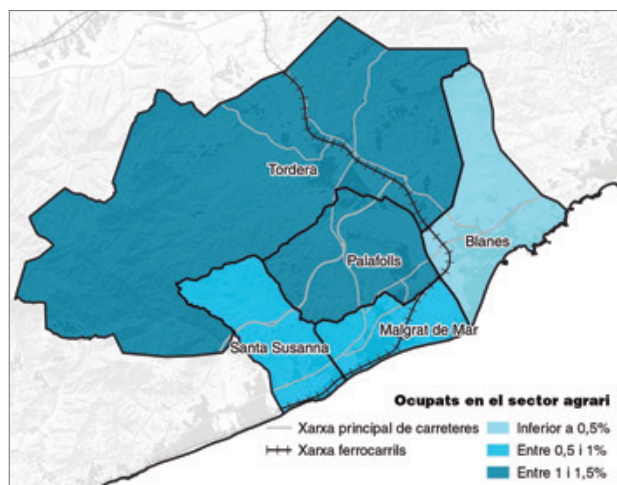 Tordera
Blanes
Palafolls
Malgrat de Mar
Santa Susanna
Ocupats en el sector agrari
Xarxa principal de carreteres
Xarxa ferrocarrils
Inferior a 0,5%
Entre 0,5 i 1%
Entre 1 i 1,5%